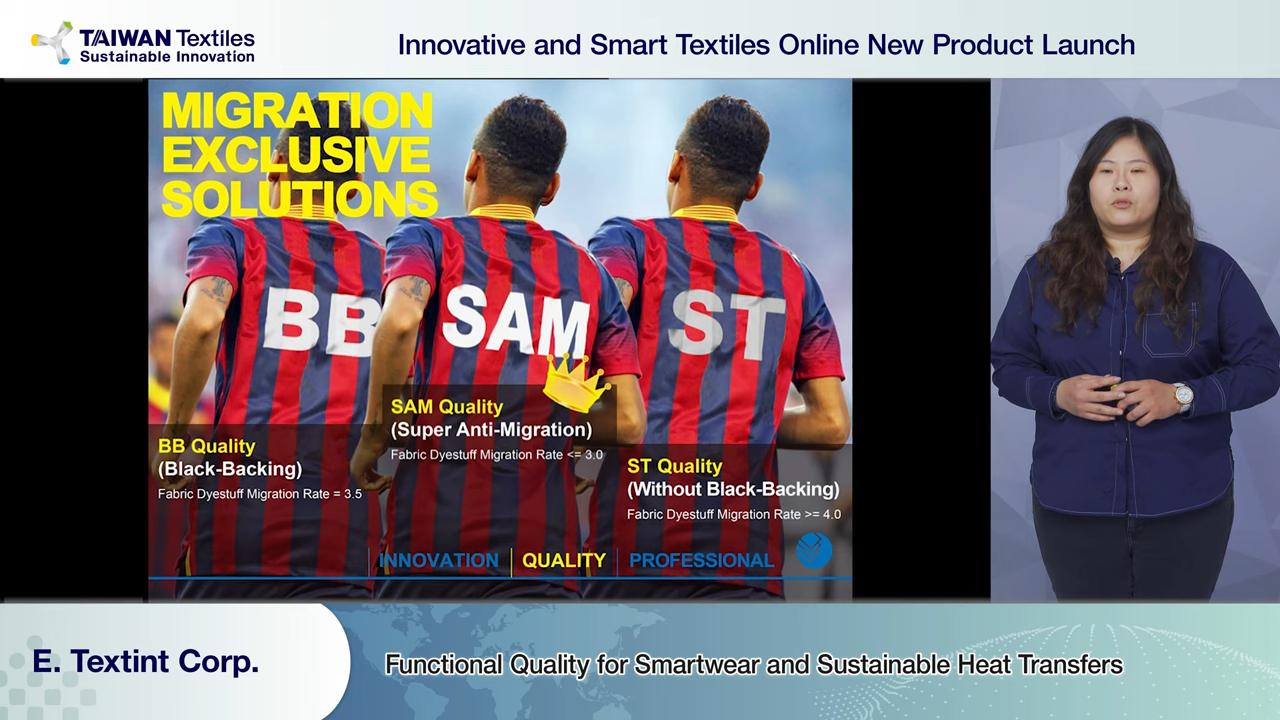 TAIWAN Textiles
Sustainable Innovation
Innovative and Smart Textiles Online New Product Launch
MIGRATION
EXCLUSIVE
SOLUTIONS
BB
SAM
ST
BB Quality
(Black-Backing)
Fabric Dyestuff Migration Rate = 3.5
SAM Quality
(Super Anti-Migration)
Fabric Dyestuff Migration Rate <= 3.0
ST Quality
(Without Black-Backing)
Fabric Dyestuff Migration Rate >= 4.0
INNOVATION | QUALITY | PROFESSIONAL
E. Textint Corp.
Functional Quality for Smartwear and Sustainable Heat Transfers